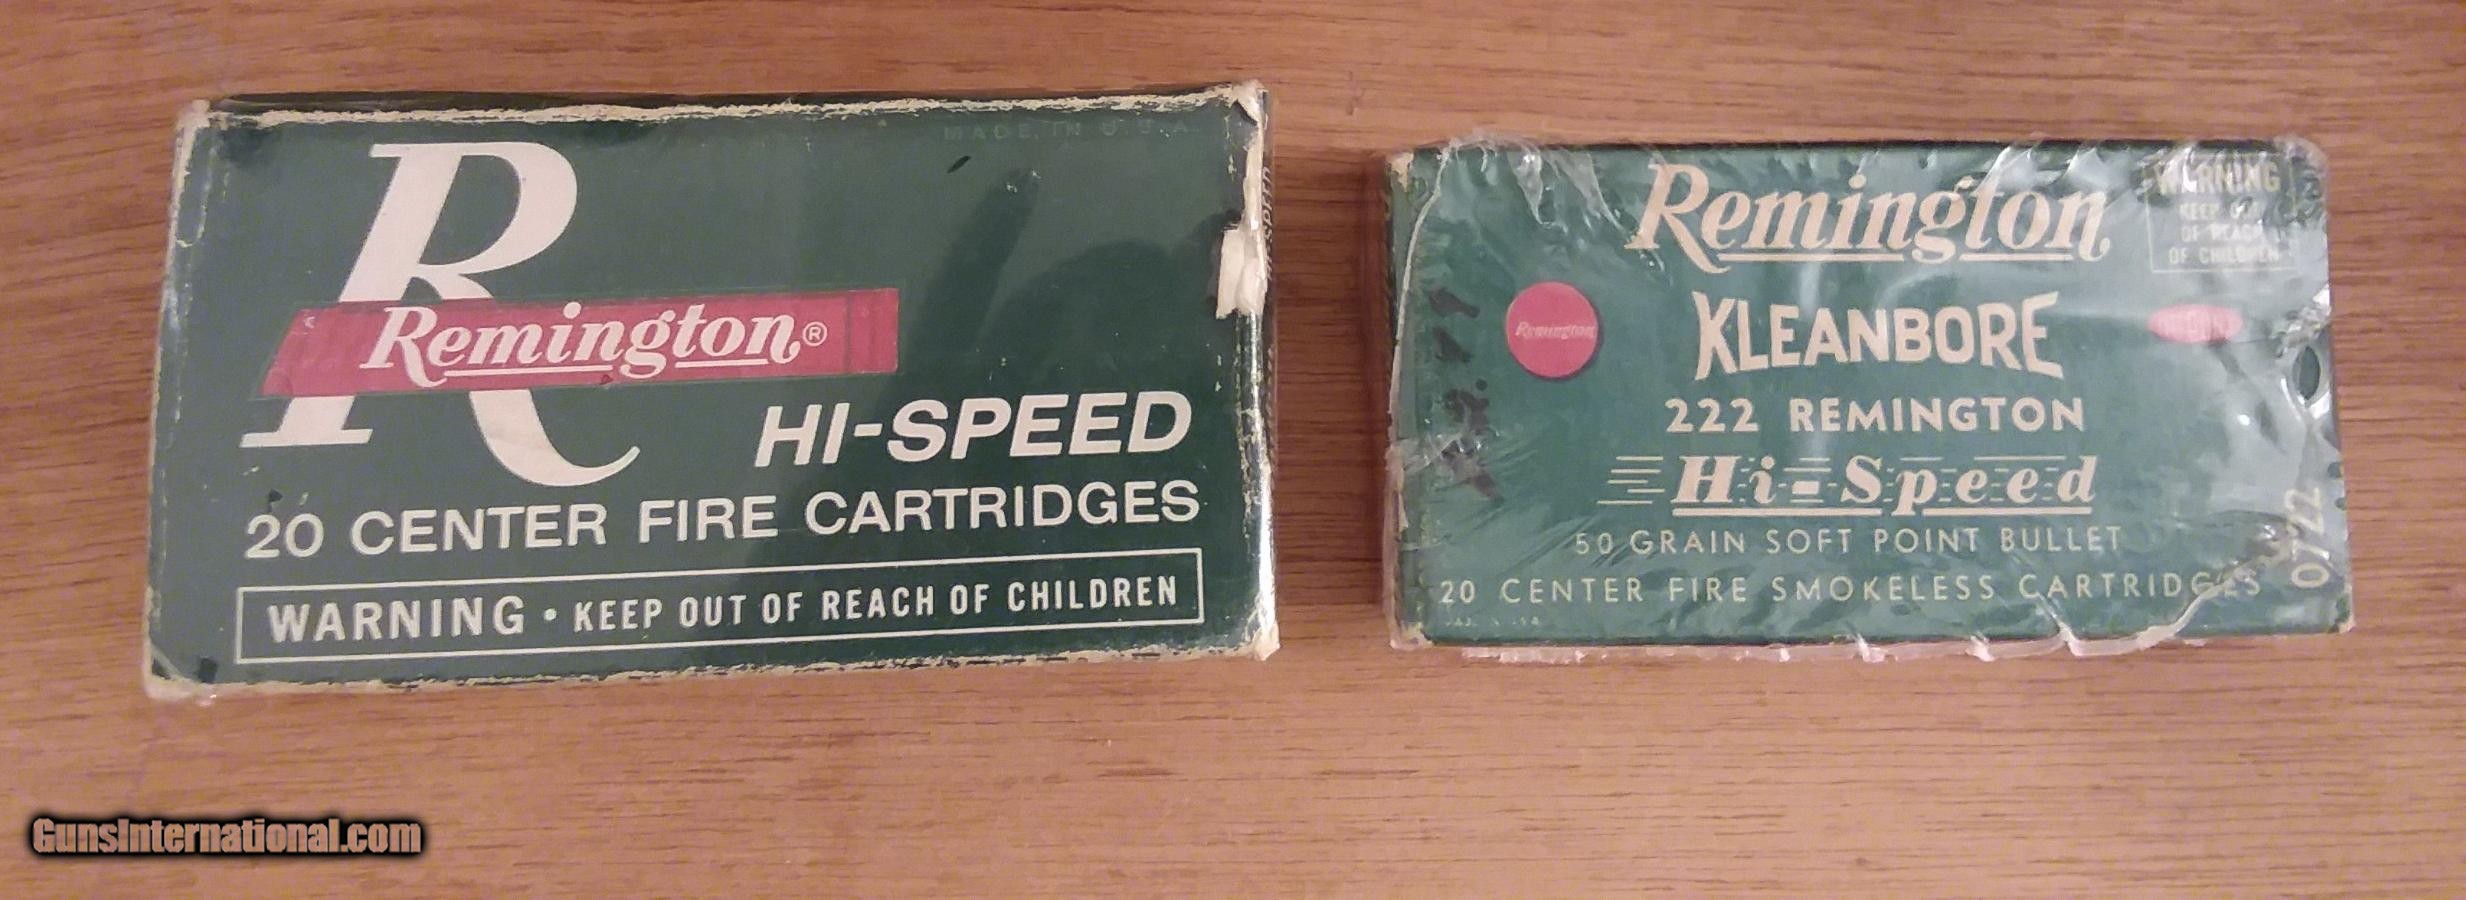 MADE IN U.S.A.
Remington®
HI-SPEED
20 CENTER FIRE CARTRIDGES
WARNING • KEEP OUT OF REACH OF CHILDREN
Remington
WARNING
KEEP OUT
OF REACH
OF CHILDREN
Remington
KLEANBORE
222 REMINGTON
Hi-Speed
50 GRAIN SOFT POINT BULLET
20 CENTER FIRE SMOKELESS CARTRIDGES
0722
GunsInternational.com